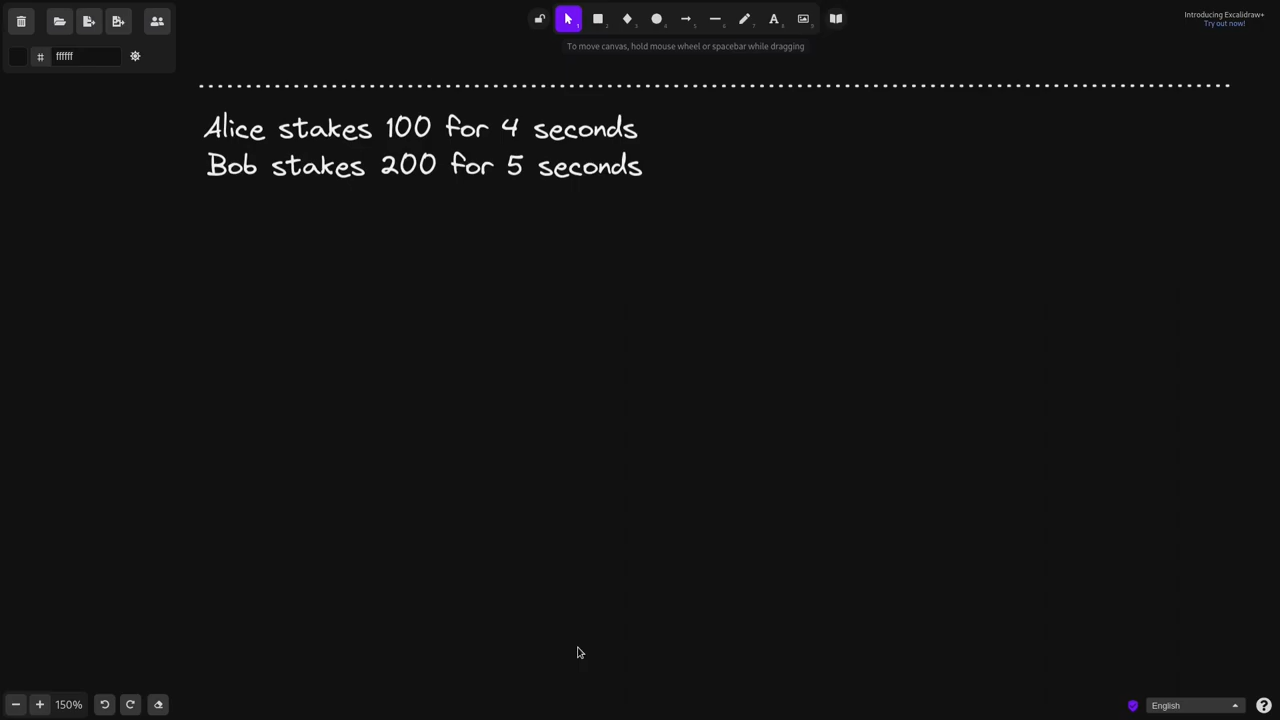 ffffff
To move canvas, hold mouse wheel or spacebar while dragging
Introducing Excalidraw+
Try out now!
Alice stakes 100 for 4 seconds
Bob stakes 200 for 5 seconds
150%
English